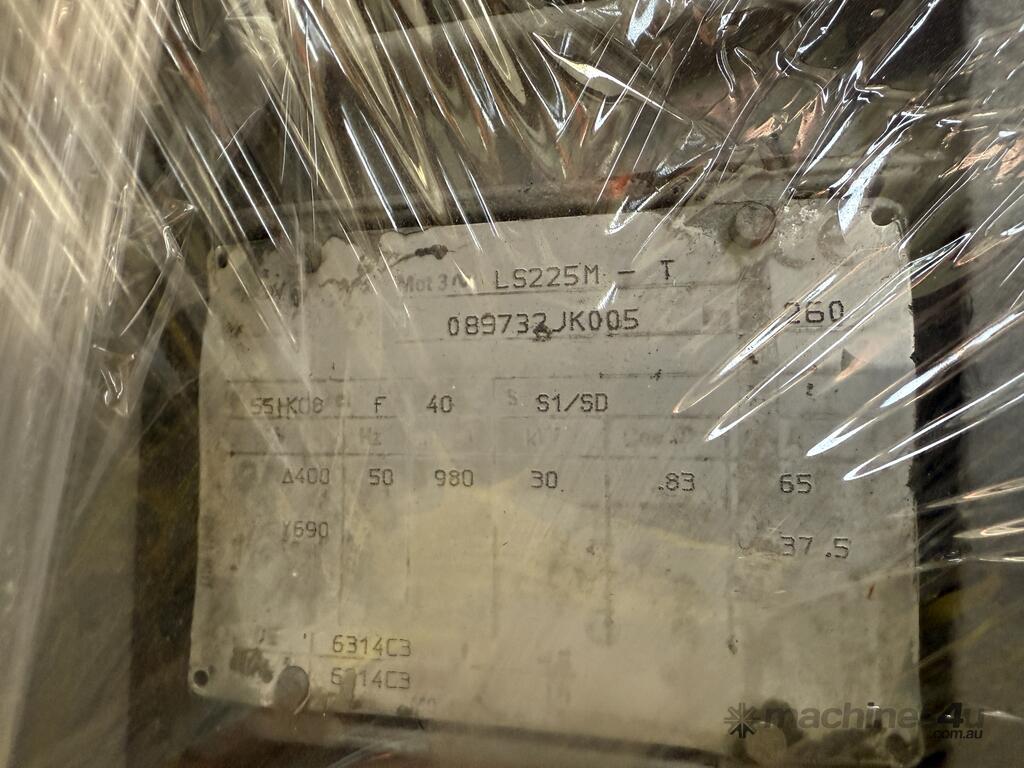 Mot 3~ LS225M - T
089732JK005 260
55IK08 F 40 S S1/SD
Hz kW
Δ400 50 980 30 .83 65
Y690 37.5
6314C3
6314C3
machines4u
.com.au